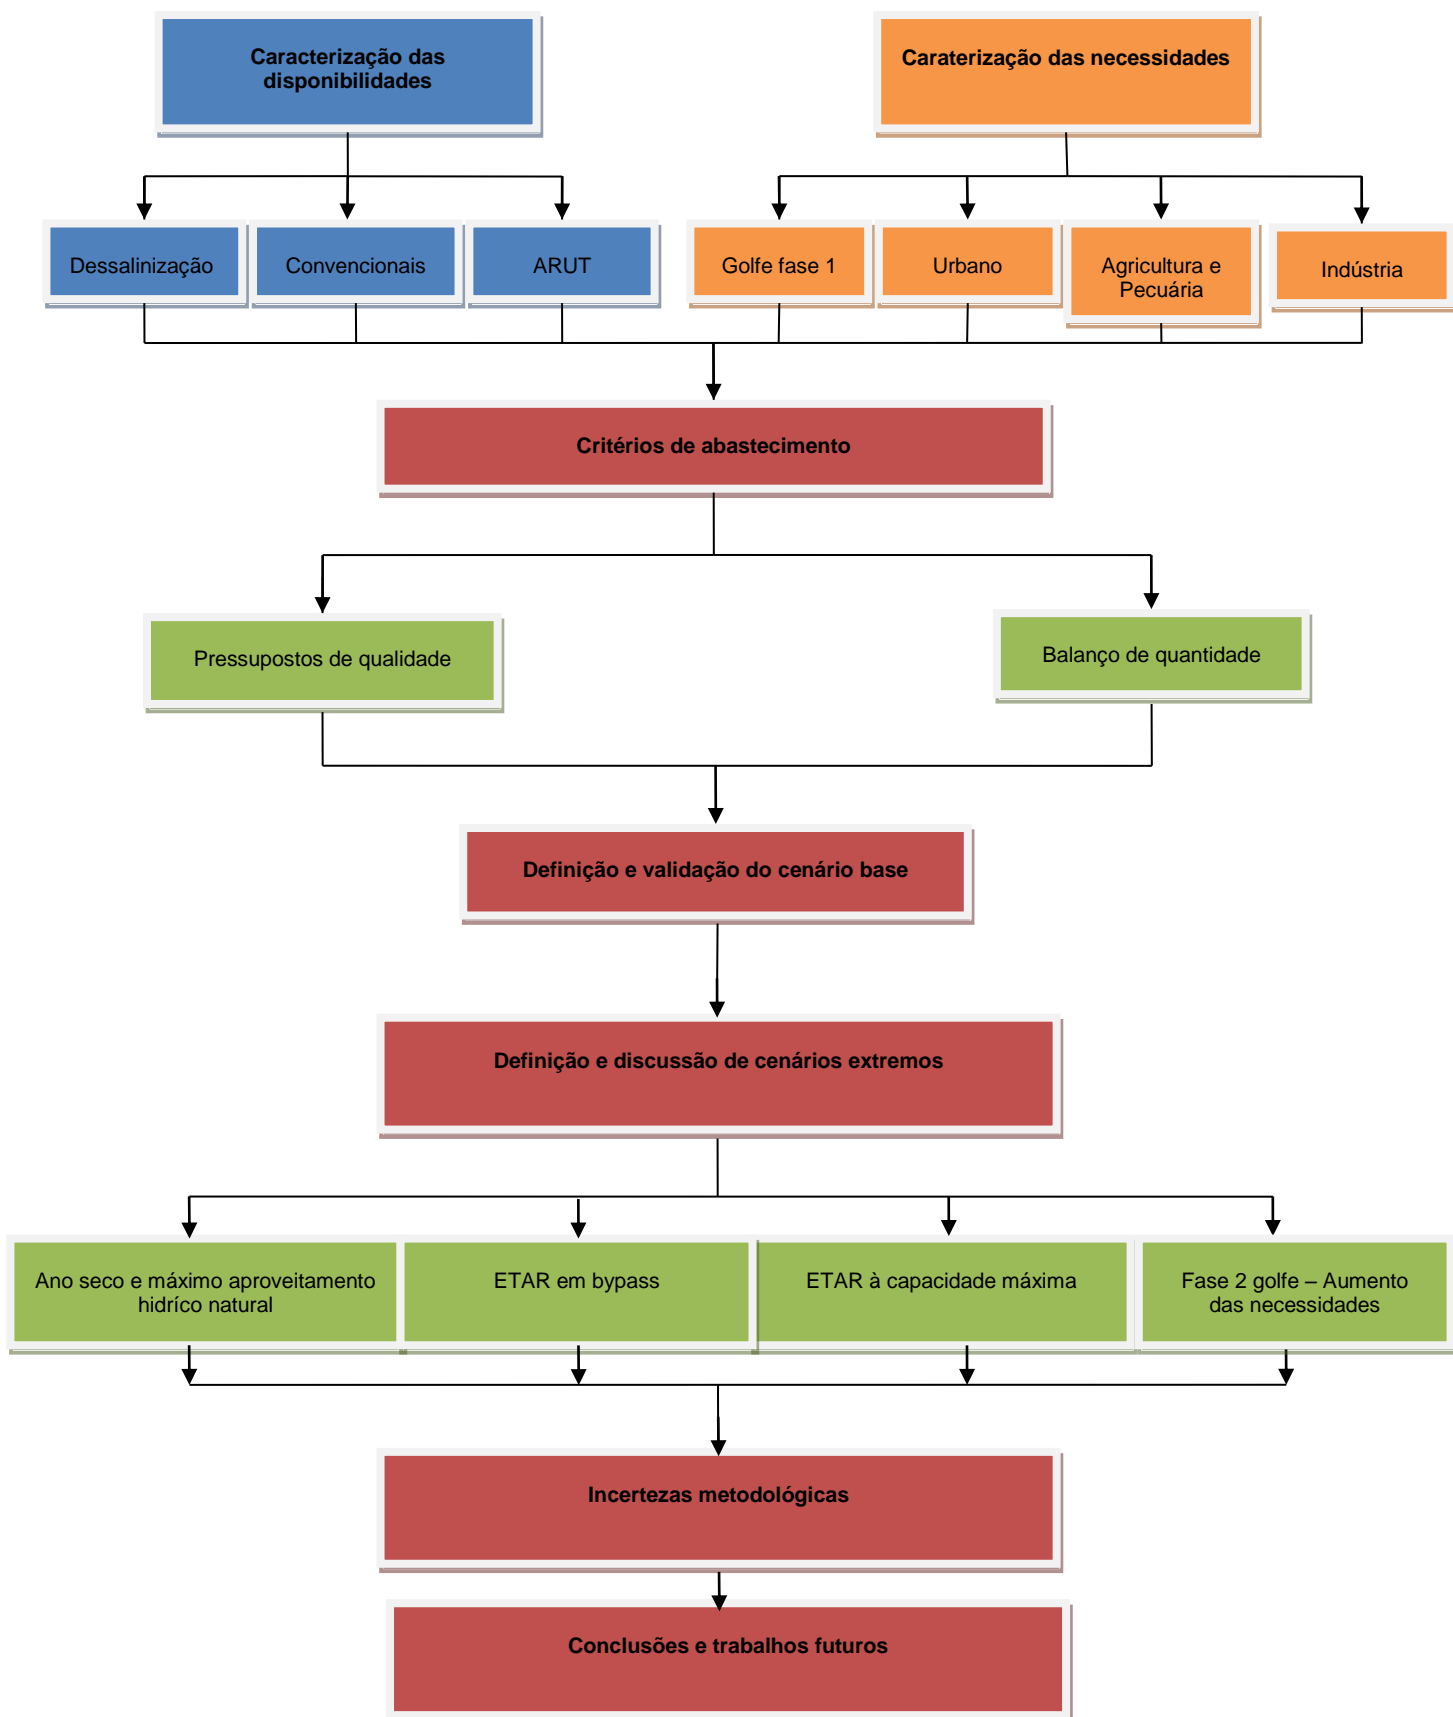 Caracterização das
disponibilidades
Caraterização das necessidades
Dessalinização
Convencionais
ARUT
Golfe fase 1
Urbano
Agricultura e
Pecuária
Indústria
Critérios de abastecimento
Pressupostos de qualidade
Balanço de quantidade
Definição e validação do cenário base
Definição e discussão de cenários extremos
Ano seco e máximo aproveitamento
hidríco natural
ETAR em bypass
ETAR à capacidade máxima
Fase 2 golfe – Aumento
das necessidades
Incertezas metodológicas
Conclusões e trabalhos futuros